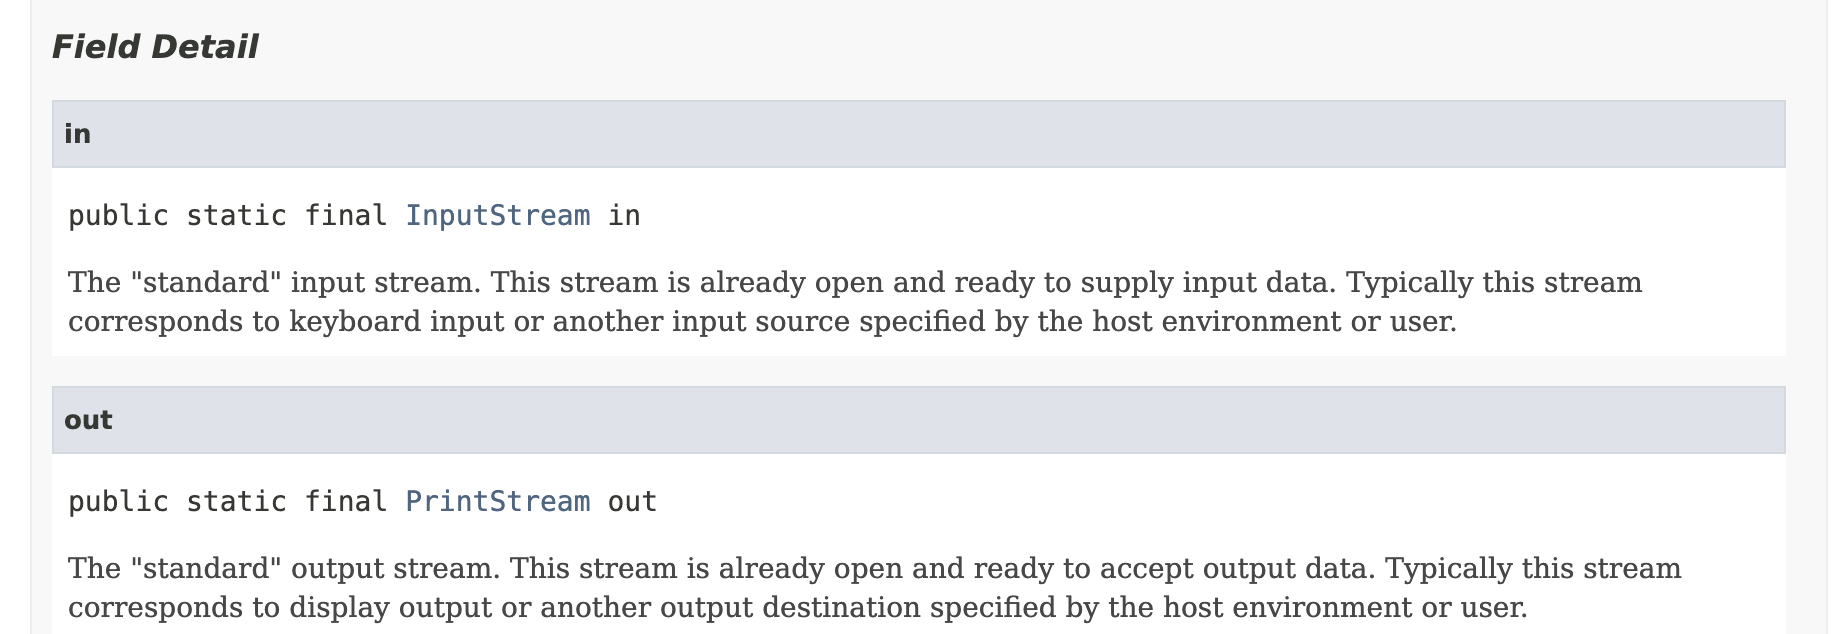 Field Detail
in
public static final InputStream in
The "standard" input stream. This stream is already open and ready to supply input data. Typically this stream
corresponds to keyboard input or another input source specified by the host environment or user.
out
public static final PrintStream out
The "standard" output stream. This stream is already open and ready to accept output data. Typically this stream
corresponds to display output or another output destination specified by the host environment or user.